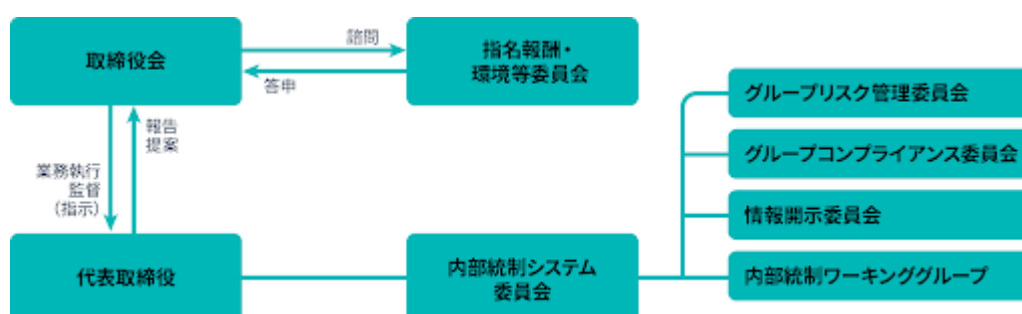 取締役会
諮問
答申
指名報酬・
環境等委員会
報告
提案
業務執行
監督
（指示）
代表取締役
内部統制システム
委員会
グループリスク管理委員会
グループコンプライアンス委員会
情報開示委員会
内部統制ワーキンググループ